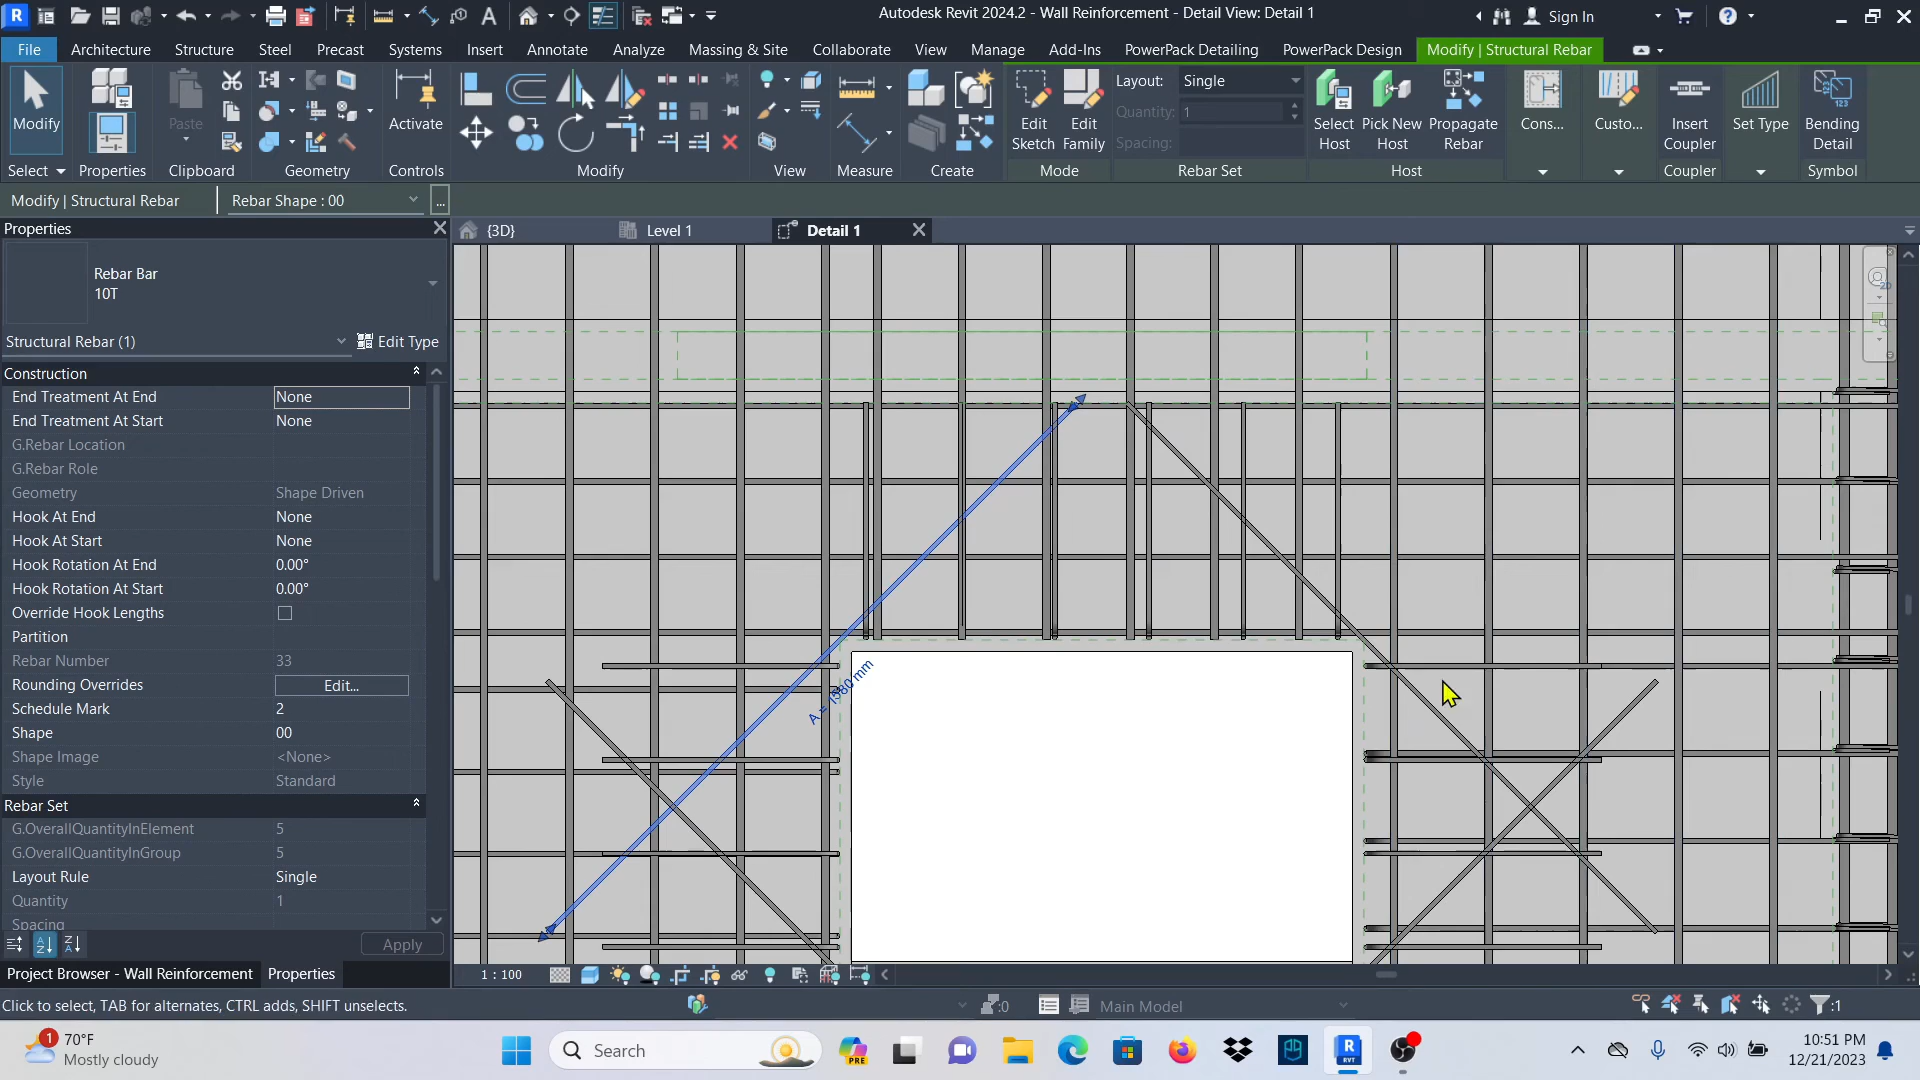 Autodesk Revit 2024.2 - Wall Reinforcement - Detail View: Detail 1
Sign In
File Architecture Structure Steel Precast Systems Insert Annotate Analyze Massing & Site Collaborate View Manage Add-Ins PowerPack Detailing PowerPack Design Modify | Structural Rebar
Modify
Paste
Activate
Edit Sketch
Edit Family
Layout: Single
Quantity: 1
Spacing:
Select Host
Pick New Host
Propagate Rebar
Cons...
Custo...
Insert Coupler
Set Type
Bending Detail
Select Properties Clipboard Geometry Controls Modify View Measure Create Mode Rebar Set Host Coupler Symbol
Modify | Structural Rebar Rebar Shape : 00 ...
Properties
{3D} Level 1 Detail 1
Rebar Bar
10T
Structural Rebar (1) Edit Type
Construction
End Treatment At End None
End Treatment At Start None
G.Rebar Location
G.Rebar Role
Geometry Shape Driven
Hook At End None
Hook At Start None
Hook Rotation At End 0.00°
Hook Rotation At Start 0.00°
Override Hook Lengths
Partition
Rebar Number 33
Rounding Overrides Edit...
Schedule Mark 2
Shape 00
Shape Image <None>
Style Standard
Rebar Set
G.OverallQuantityInElement 5
G.OverallQuantityInGroup 5
Layout Rule Single
Quantity 1
Spacing
Apply
A = 1580 mm
Project Browser - Wall Reinforcement Properties
1 : 100
Click to select, TAB for alternates, CTRL adds, SHIFT unselects.
:0
Main Model
:1
1
70°F
Mostly cloudy
Search
PRE
R
RVT
10:51 PM
12/21/2023